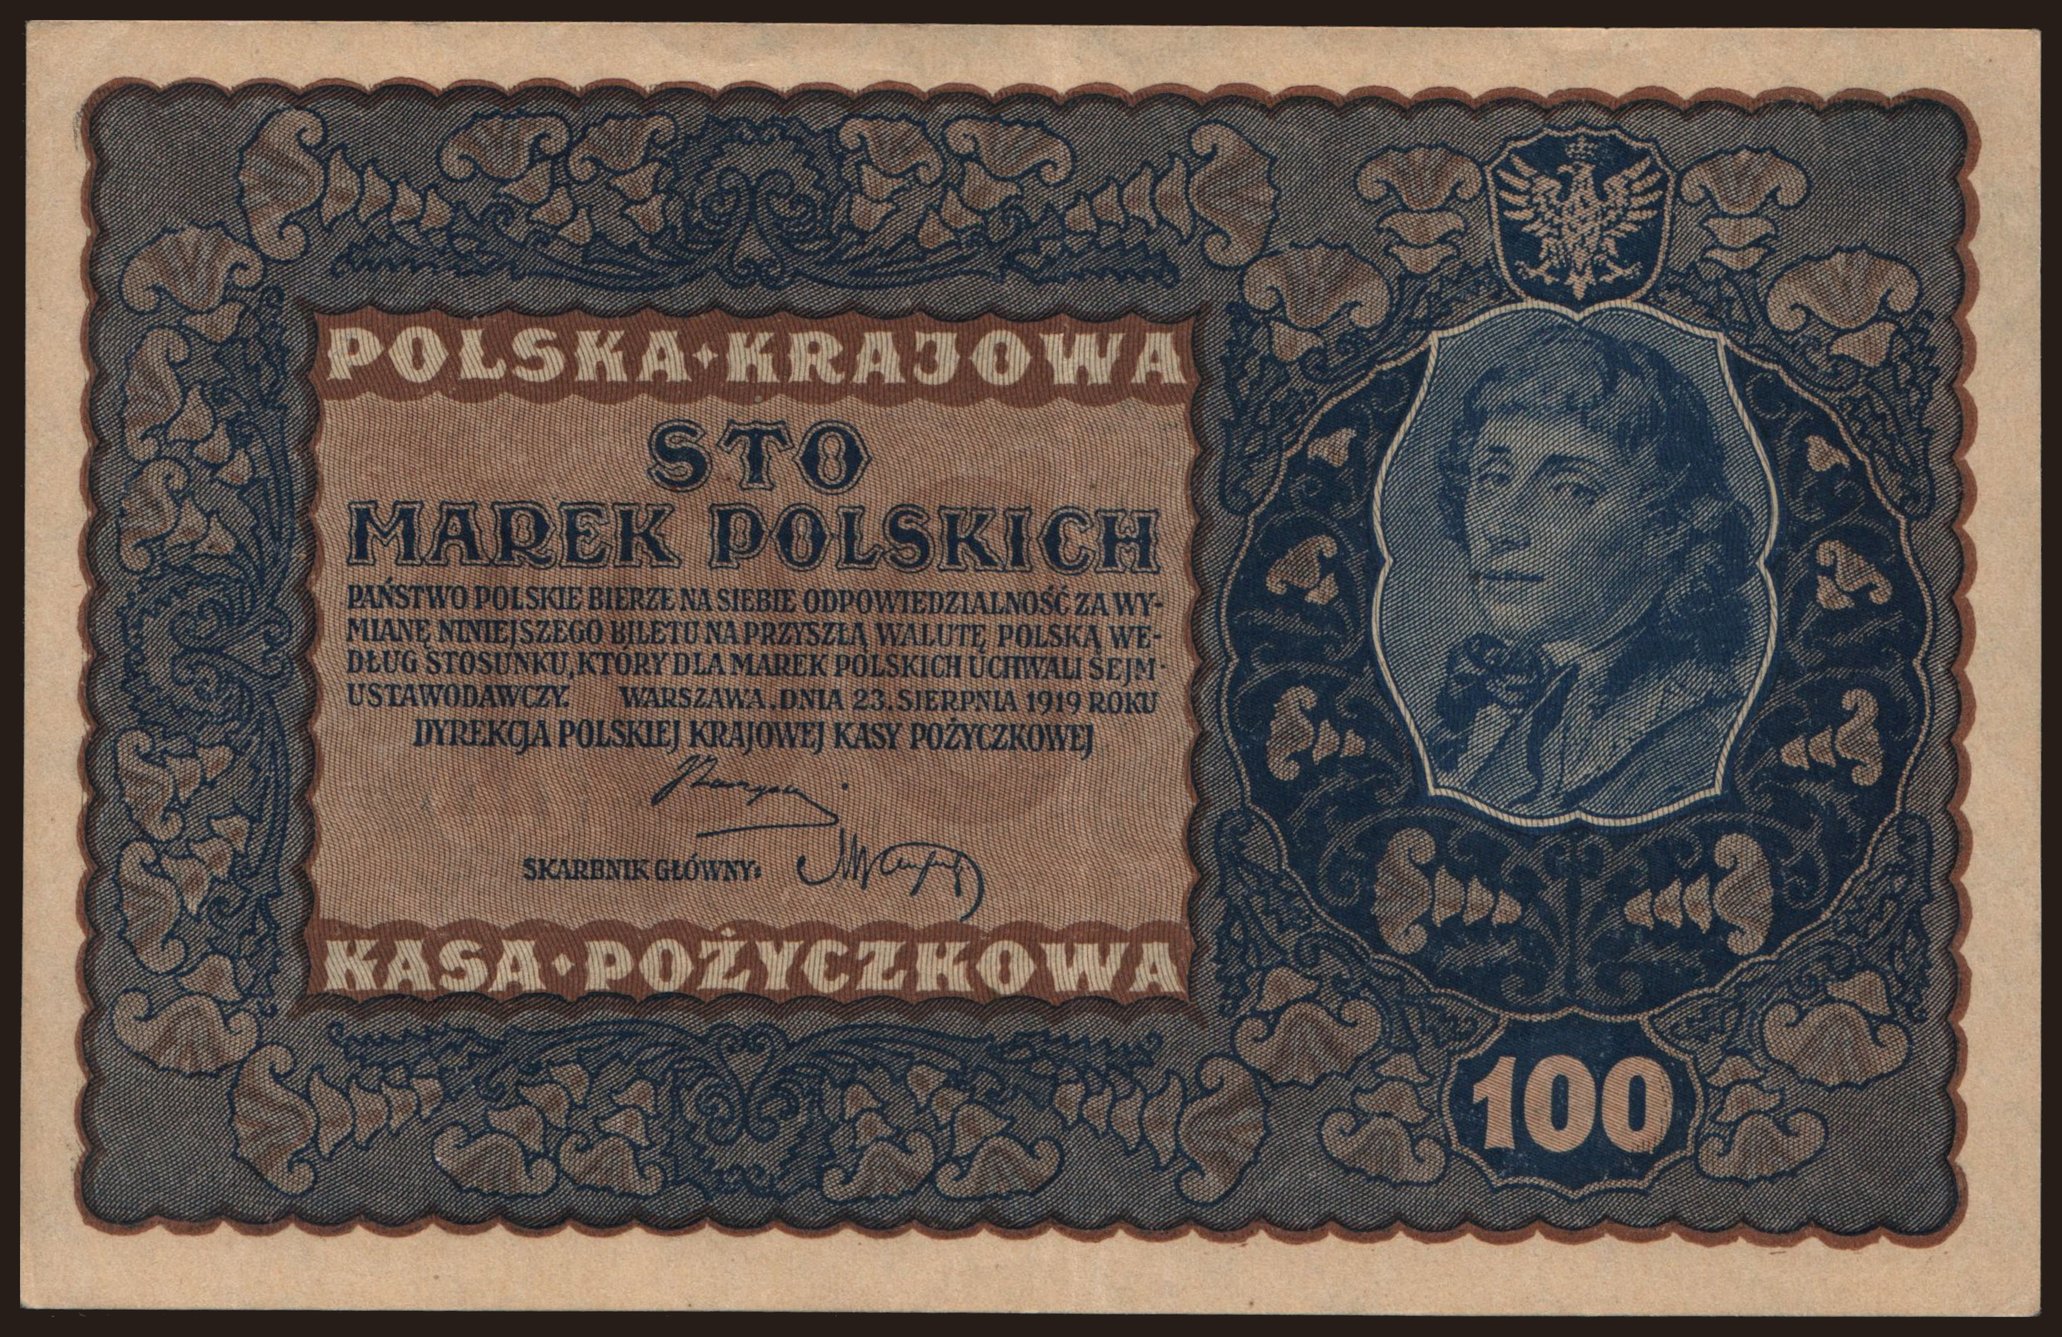 POLSKA • KRAJOWA
STO
MAREK POLSKICH
PAŃSTWO POLSKIE BIERZE NA SIEBIE ODPOWIEDZIALNOŚĆ ZA WY-
MIANĘ NINIEJSZEGO BILETU NA PRZYSZŁĄ WALUTĘ POLSKĄ WE-
DŁUG STOSUNKU, KTÓRY DLA MAREK POLSKICH UCHWALI SEJM-
USTAWODAWCZY. WARSZAWA. DNIA 23. SIERPNIA 1919 ROKU
DYREKCJA POLSKIEJ KRAJOWEJ KASY POŻYCZKOWEJ
SKARBNIK GŁÓWNY:
KASA • POŻYCZKOWA
100